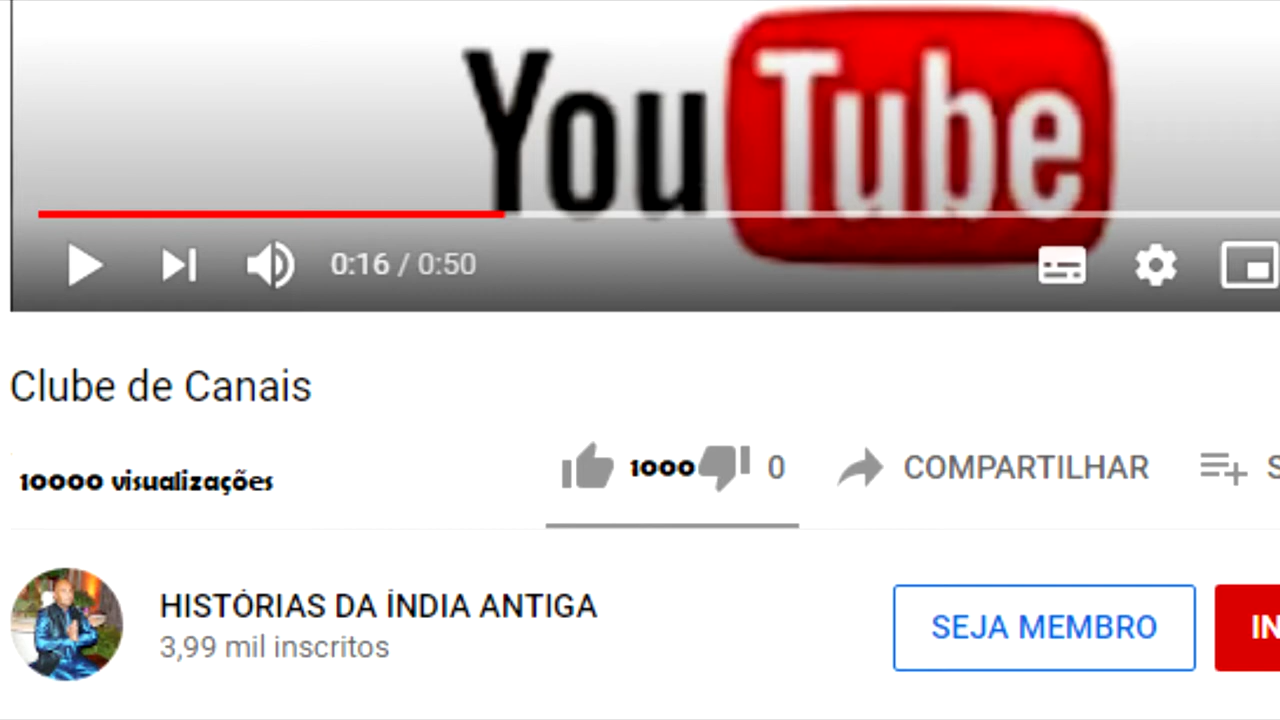 YouTube
0:16 / 0:50
Clube de Canais
10000 visualizações
1000 0 COMPARTILHAR S
HISTÓRIAS DA ÍNDIA ANTIGA
3,99 mil inscritos
SEJA MEMBRO IN